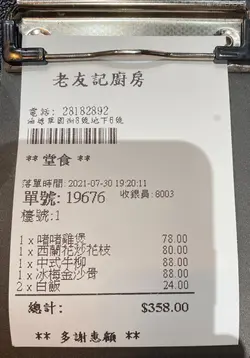 老友記廚房
電話: 28182892
** 堂食 **
落單時間:2021-07-30 19:20:11
單號: 19676 收銀員:8003
檯號:1
1 x 啫啫雞煲 78.00
1 x 西蘭花炒花枝 80.00
1 x 中式牛柳 88.00
1 x 冰梅金沙骨 88.00
2 x 白飯 24.00
總計: $358.00
** 多謝惠顧 **